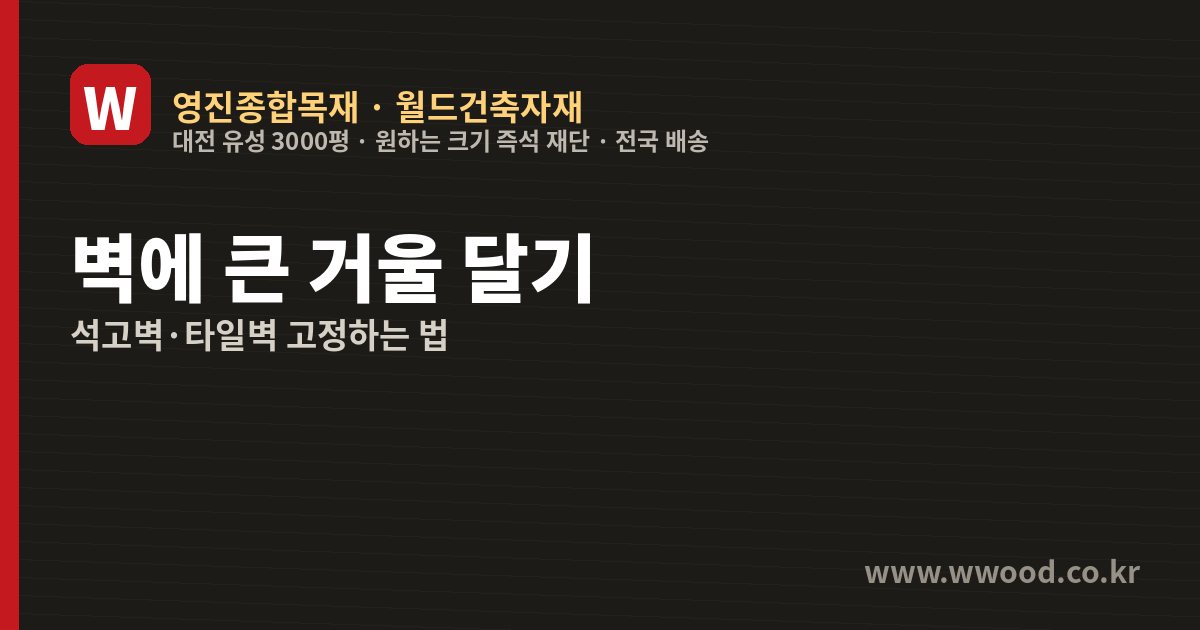 W
영진종합목재 · 월드건축자재
대전 유성 3000평 · 원하는 크기 즉석 재단 · 전국 배송
벽에 큰 거울 달기
석고벽·타일벽 고정하는 법
www.wwood.co.kr